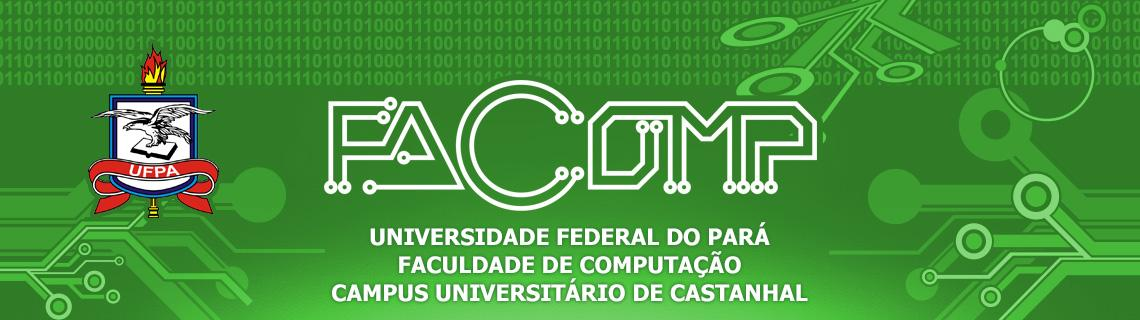 UFPA
FACOMP
UNIVERSIDADE FEDERAL DO PARÁ
FACULDADE DE COMPUTAÇÃO
CAMPUS UNIVERSITÁRIO DE CASTANHAL